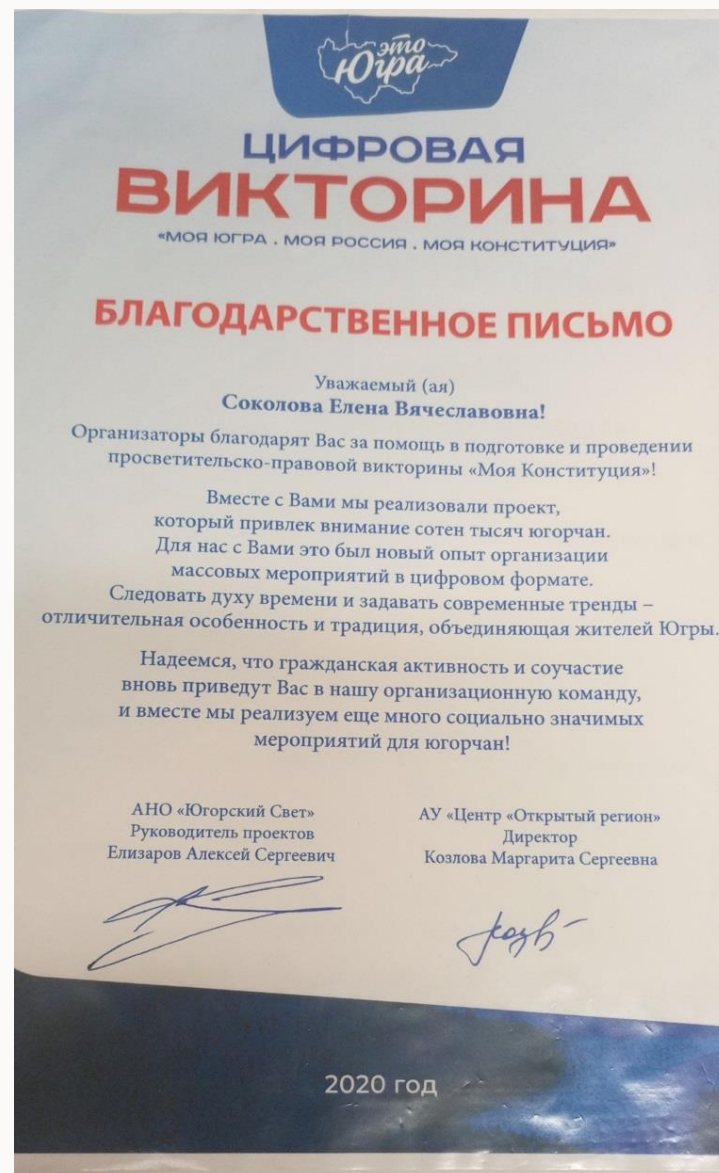 это
Югра
ЦИФРОВАЯ
ВИКТОРИНА
«МОЯ ЮГРА . МОЯ РОССИЯ . МОЯ КОНСТИТУЦИЯ»
БЛАГОДАРСТВЕННОЕ ПИСЬМО
Уважаемый (ая)
Соколова Елена Вячеславовна!
Организаторы благодарят Вас за помощь в подготовке и проведении
просветительско-правовой викторины «Моя Конституция»!
Вместе с Вами мы реализовали проект,
который привлек внимание сотен тысяч югорчан.
Для нас с Вами это был новый опыт организации
массовых мероприятий в цифровом формате.
Следовать духу времени и задавать современные тренды –
отличительная особенность и традиция, объединяющая жителей Югры.
Надеемся, что гражданская активность и соучастие
вновь приведут Вас в нашу организационную команду,
и вместе мы реализуем еще много социально значимых
мероприятий для югорчан!
АНО «Югорский Свет»
Руководитель проектов
Елизаров Алексей Сергеевич
АУ «Центр «Открытый регион»
Директор
Козлова Маргарита Сергеевна
2020 год